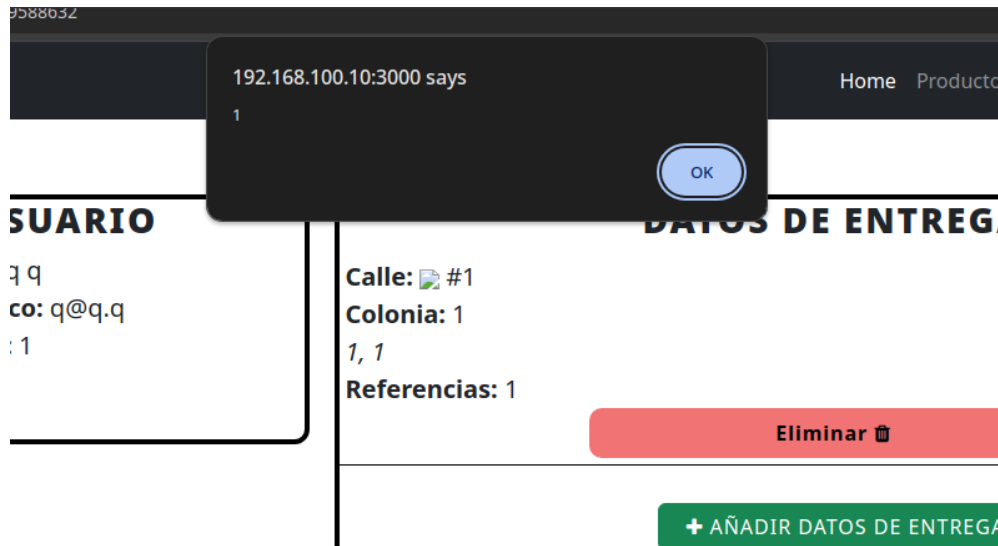 9588632
192.168.100.10:3000 says
1
OK
Home
SUARIO
q q
co: q@q.q
: 1
DATOS DE ENTREGA
Calle: #1
Colonia: 1
1, 1
Referencias: 1
Eliminar
AÑADIR DATOS DE ENTREGA